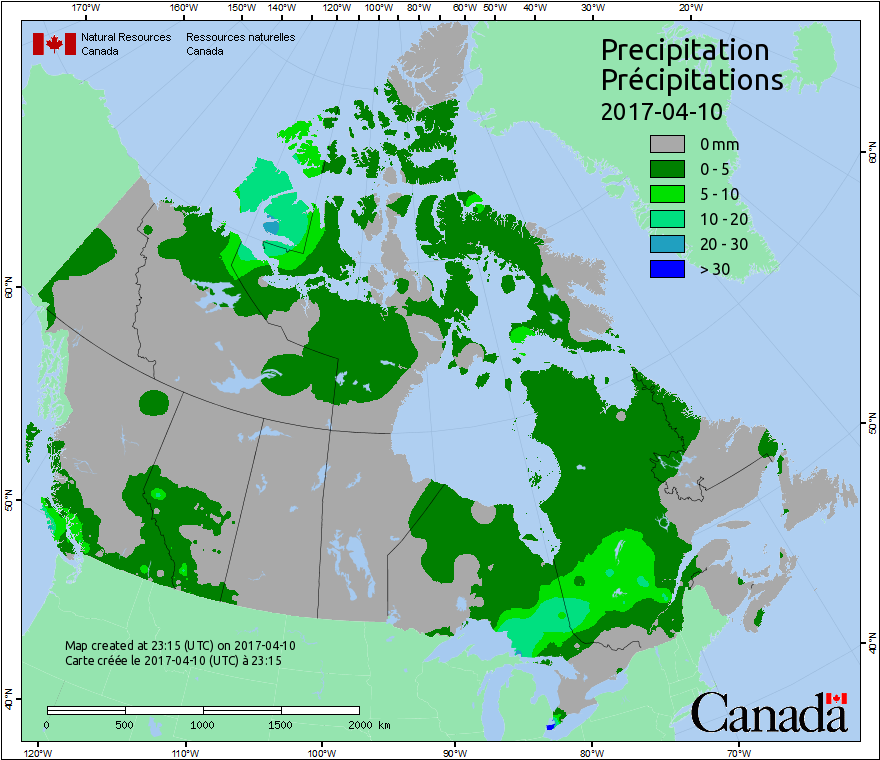 170°W 160°W 150°W 140°W 120°W 100°W 80°W 60°W 50°W 40°W 30°W 20°W
Natural Resources Ressources naturelles
Canada Canada
Precipitation
Précipitations
2017-04-10
0 mm
0 - 5
5 - 10
10 - 20
20 - 30
> 30
60°N
60°N
50°N
50°N
40°N
40°N
Map created at 23:15 (UTC) on 2017-04-10
Carte créée le 2017-04-10 (UTC) à 23:15
0 500 1000 1500 2000 km
Canada
120°W 110°W 100°W 90°W 80°W 70°W